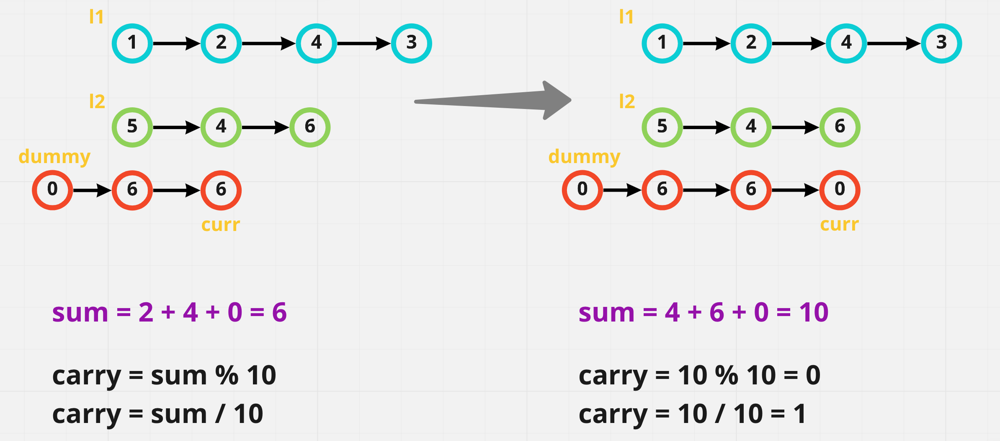 l1
1 2 4 3
l2
5 4 6
dummy
0 6 6
curr
sum = 2 + 4 + 0 = 6
carry = sum % 10
carry = sum / 10
l1
1 2 4 3
l2
5 4 6
dummy
0 6 6 0
curr
sum = 4 + 6 + 0 = 10
carry = 10 % 10 = 0
carry = 10 / 10 = 1